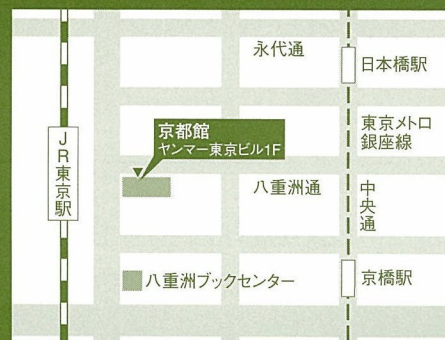 永代通
日本橋駅
東京メトロ
銀座線
京都館
ヤンマー東京ビル1F
JR東京駅
八重洲通
中央通
八重洲ブックセンター
京橋駅